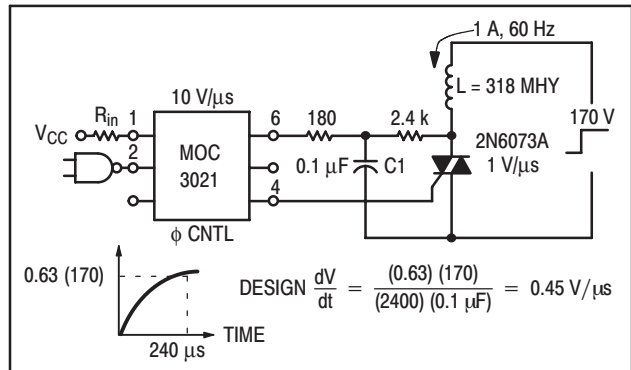 1 A, 60 Hz
10 V/μs
L = 318 MHY
170 V
Rin
VCC
1
2
MOC
3021
6
4
180
2.4 k
0.1 μF
C1
2N6073A
1 V/μs
φ CNTL
0.63 (170)
TIME
240 μs
DESIGN dV/dt = (0.63) (170)/(2400) (0.1 μF) = 0.45 V/μs